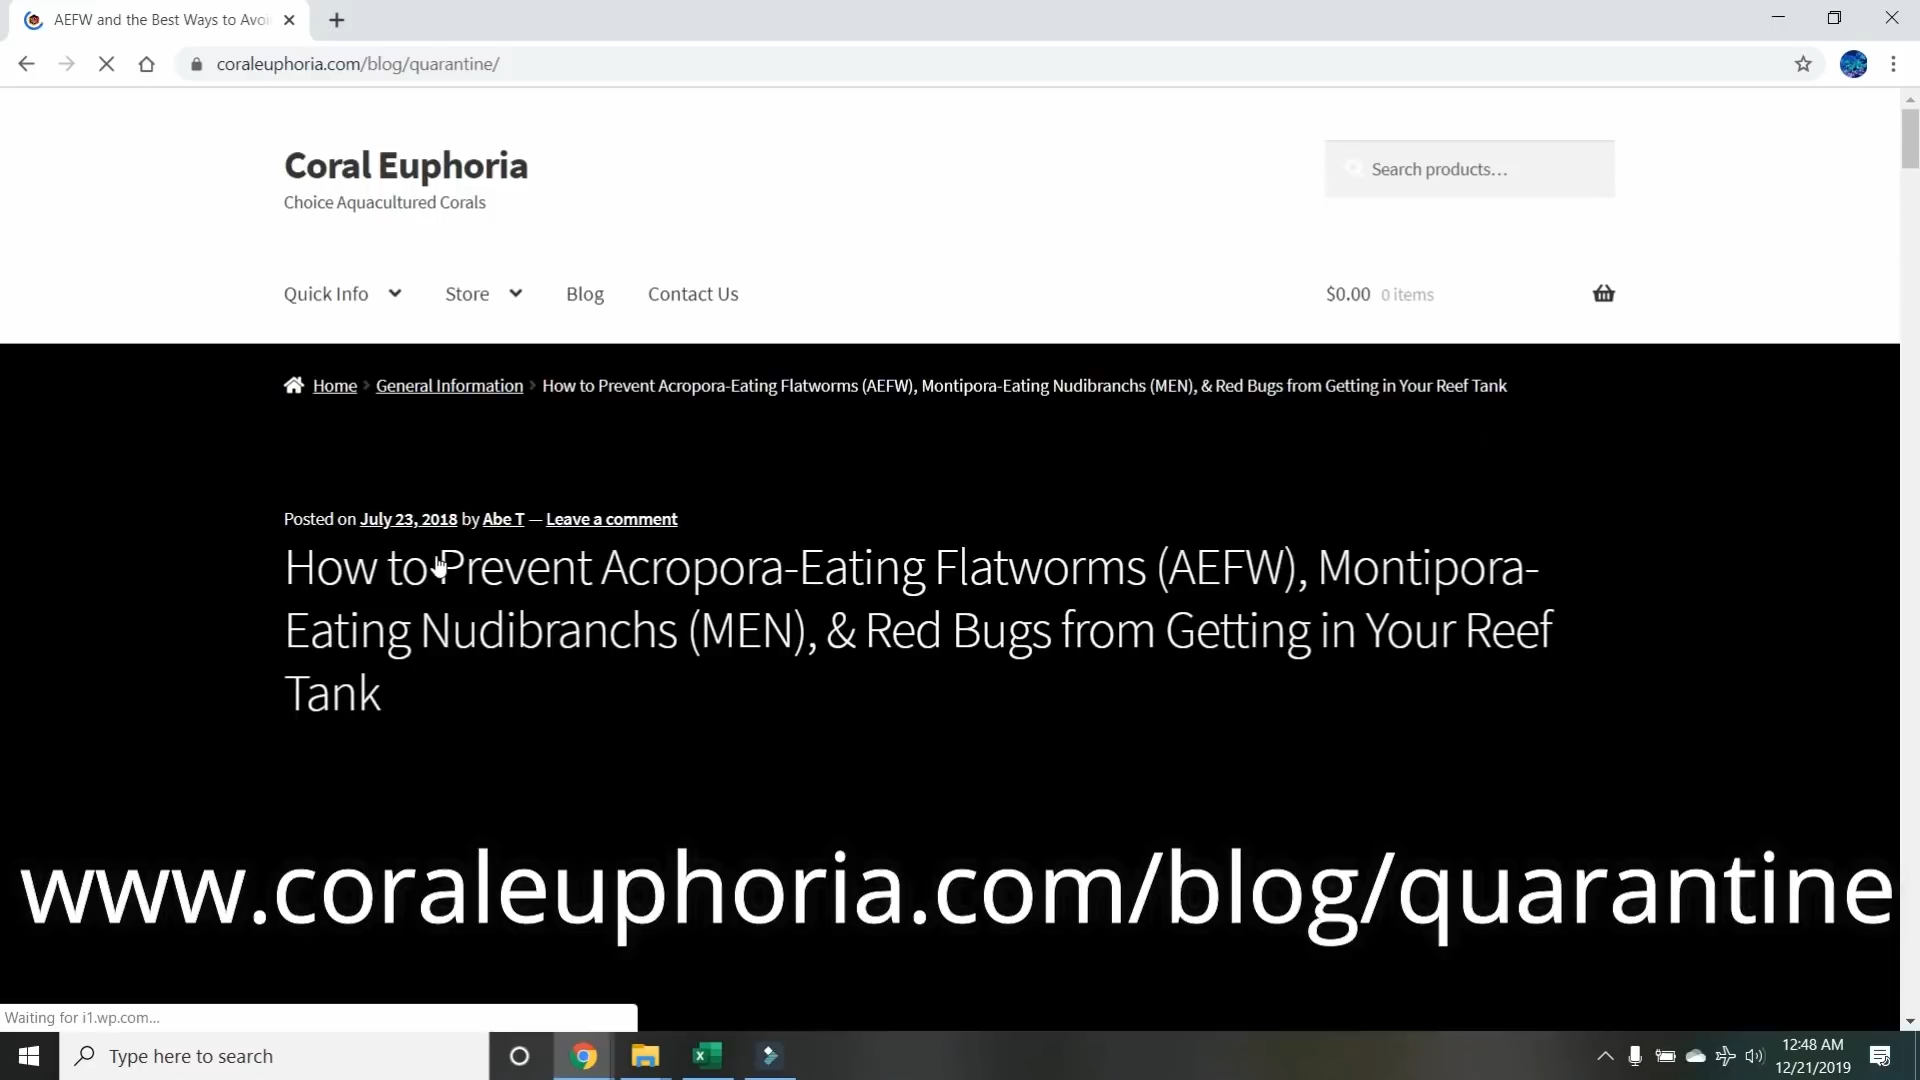 AEFW and the Best Ways to Avoi
coraleuphoria.com/blog/quarantine/
Coral Euphoria
Choice Aquacultured Corals
Search products…
Quick Info
Store
Blog
Contact Us
$0.00 0 items
Home General Information How to Prevent Acropora-Eating Flatworms (AEFW), Montipora-Eating Nudibranchs (MEN), & Red Bugs from Getting in Your Reef Tank
Posted on July 23, 2018 by Abe T — Leave a comment
How to Prevent Acropora-Eating Flatworms (AEFW), Montipora-
Eating Nudibranchs (MEN), & Red Bugs from Getting in Your Reef
Tank
www.coraleuphoria.com/blog/quarantine
Waiting for i1.wp.com...
Type here to search
12:48 AM
12/21/2019